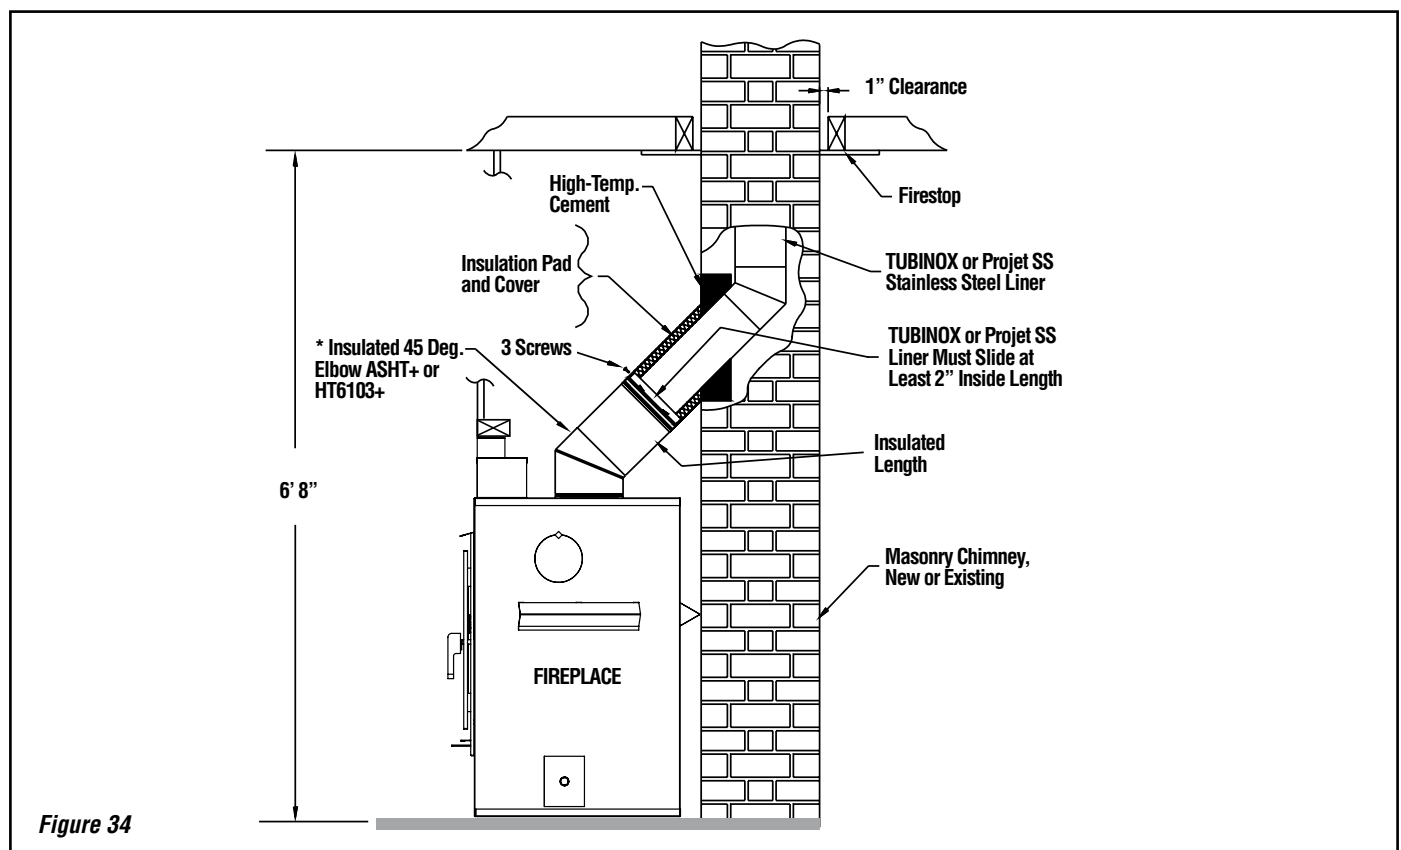 1” Clearance
High-Temp.
Cement
Firestop
Insulation Pad
and Cover
TUBINOX or Projet SS
Stainless Steel Liner
* Insulated 45 Deg.
Elbow ASHT+ or
HT6103+
3 Screws
TUBINOX or Projet SS
Liner Must Slide at
Least 2” Inside Length
Insulated
Length
6’ 8”
Masonry Chimney,
New or Existing
FIREPLACE
Figure 34